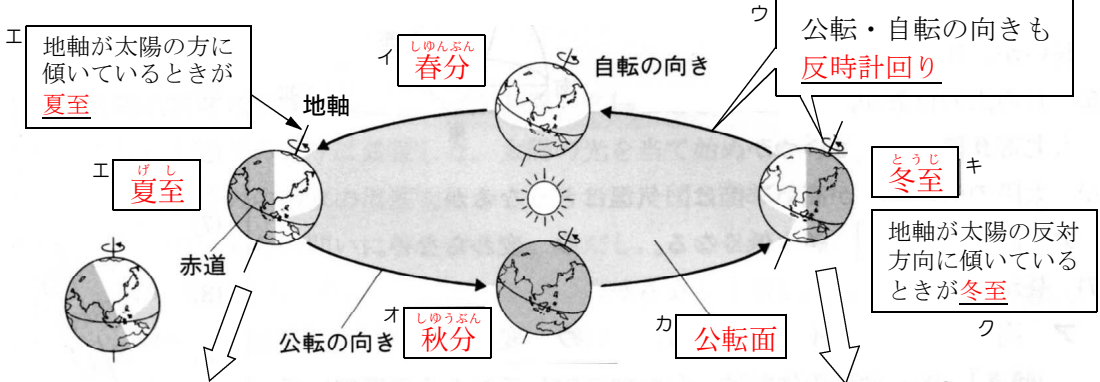 エ
地軸が太陽の方に
傾いているときが
夏至
イ
しゆんぶん
春分
自転の向き
ウ
公転・自転の向きも
反時計回り
地軸
エ
げし
夏至
とうじ
冬至
キ
赤道
地軸が太陽の反対
方向に傾いている
ときが冬至
ク
公転の向き
オ
しゆうぶん
秋分
カ
公転面